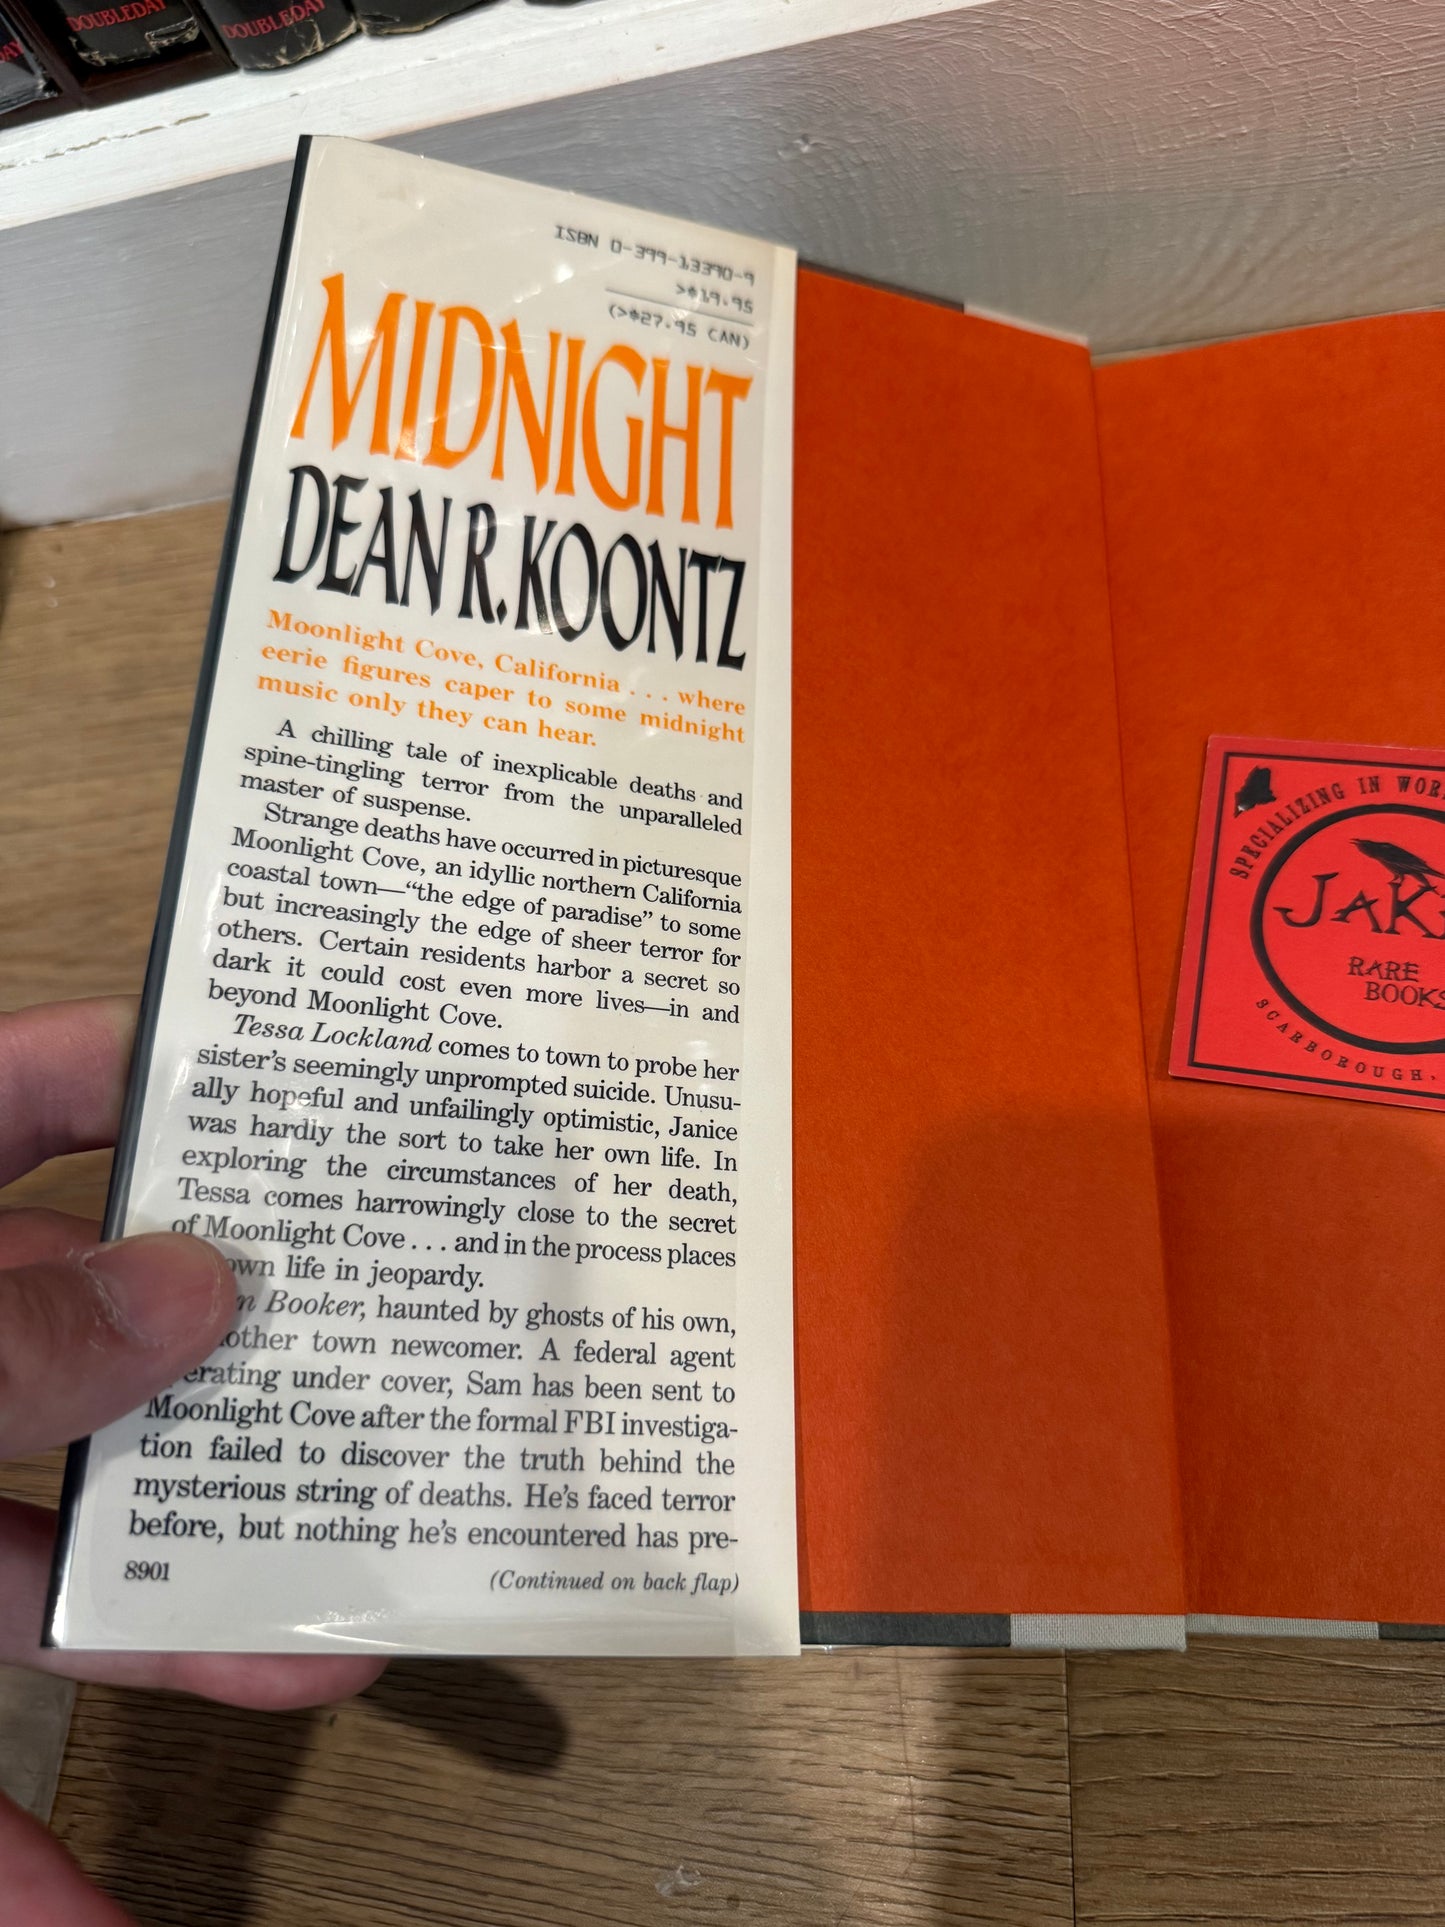 DOUBLEDAY
DOUBLEDAY
ISBN 0-399-13390-9
>$19.95
(>$27.95 CAN)
MIDNIGHT
DEAN R. KOONTZ
Moonlight Cove, California . . . where
eerie figures caper to some midnight
music only they can hear.
A chilling tale of inexplicable deaths and
spine-tingling terror from the unparalleled
master of suspense.
Strange deaths have occurred in picturesque
Moonlight Cove, an idyllic northern California
coastal town—“the edge of paradise” to some
but increasingly the edge of sheer terror for
others. Certain residents harbor a secret so
dark it could cost even more lives—in and
beyond Moonlight Cove.
Tessa Lockland comes to town to probe her
sister’s seemingly unprompted suicide. Unusu-
ally hopeful and unfailingly optimistic, Janice
was hardly the sort to take her own life. In
exploring the circumstances of her death,
Tessa comes harrowingly close to the secret
of Moonlight Cove . . . and in the process places
own life in jeopardy.
Booker, haunted by ghosts of his own,
town newcomer. A federal agent
under cover, Sam has been sent to
Moonlight Cove after the formal FBI investiga-
tion failed to discover the truth behind the
mysterious string of deaths. He’s faced terror
before, but nothing he’s encountered has pre-
8901
(Continued on back flap)
SPECIALIZING IN
JAK
RARE
BOOKS
SCARBOROUGH,